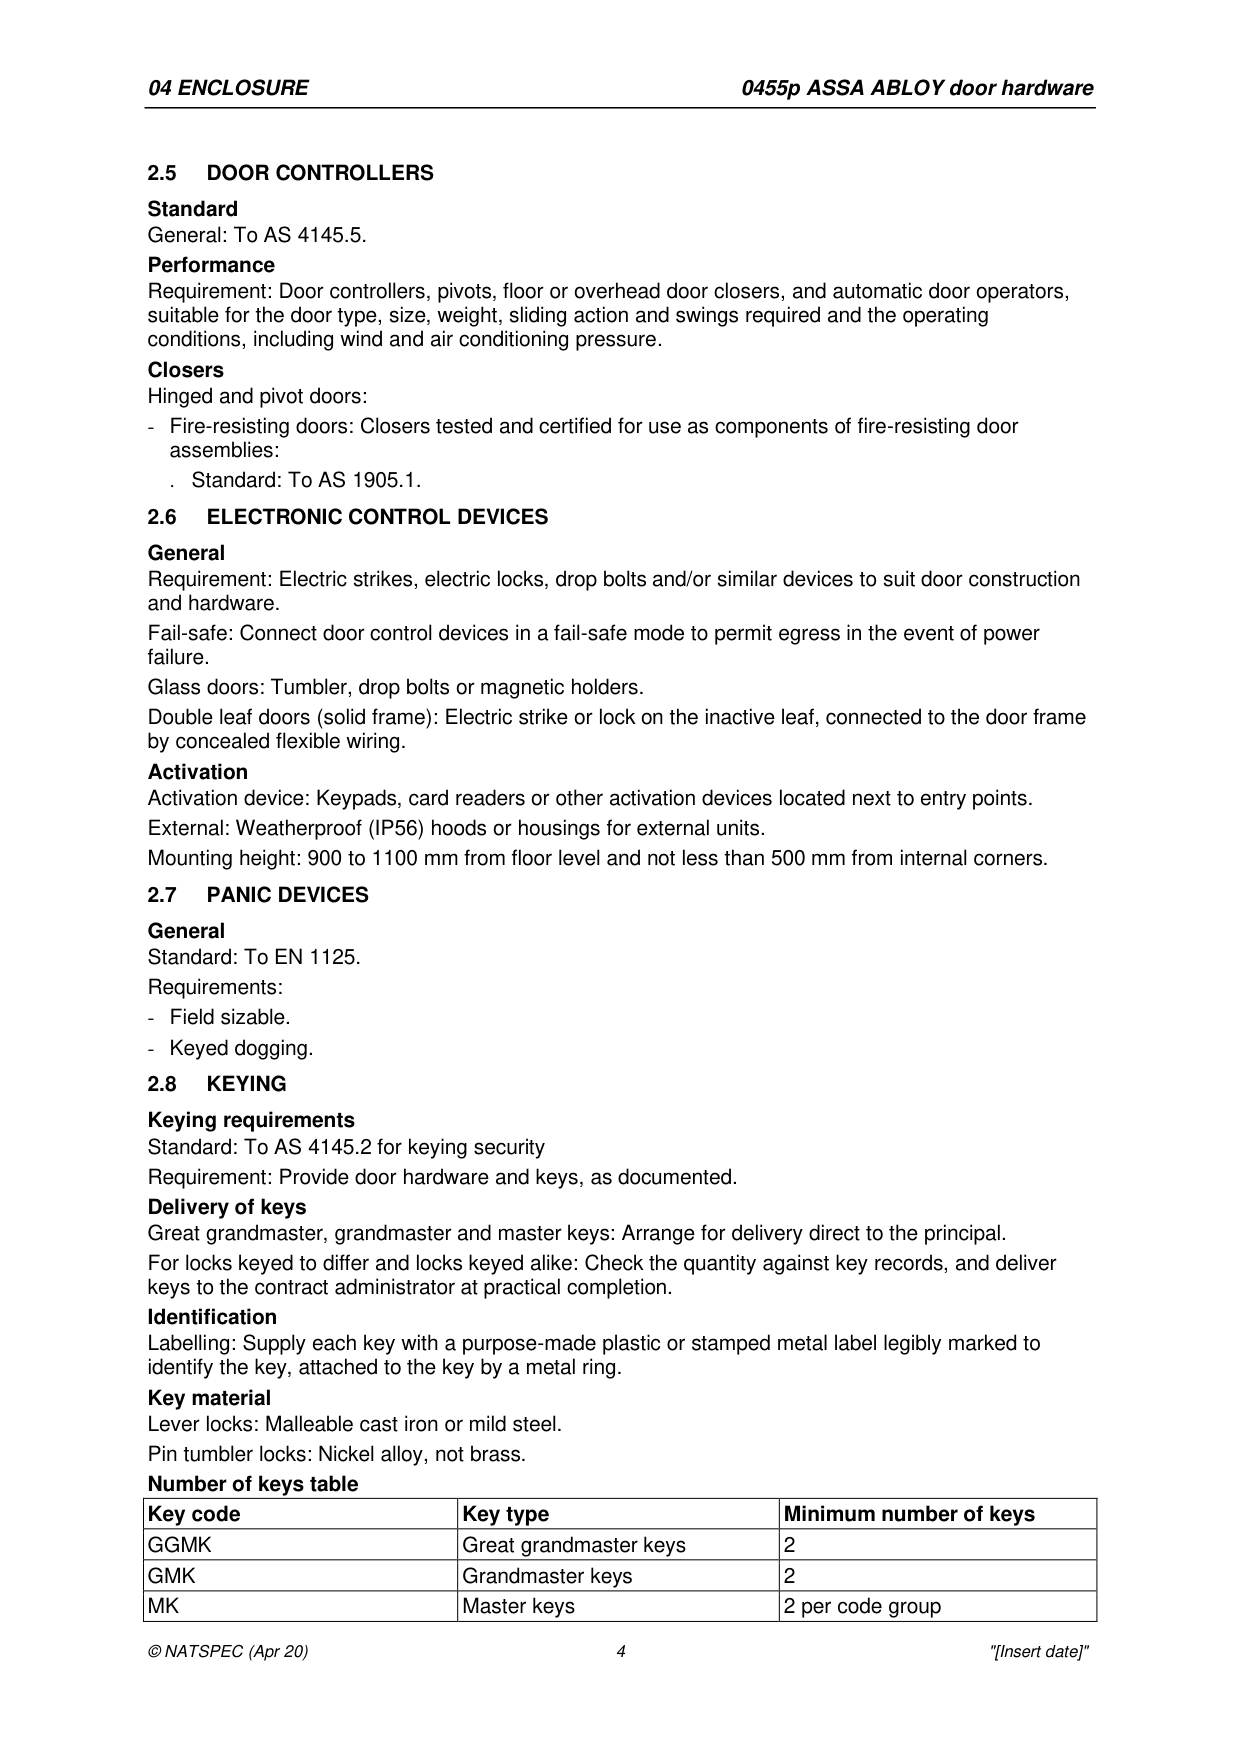 04 ENCLOSURE 0455p ASSA ABLOY door hardware
2.5 DOOR CONTROLLERS
Standard
General: To AS 4145.5.
Performance
Requirement: Door controllers, pivots, floor or overhead door closers, and automatic door operators,
suitable for the door type, size, weight, sliding action and swings required and the operating
conditions, including wind and air conditioning pressure.
Closers
Hinged and pivot doors:
- Fire-resisting doors: Closers tested and certified for use as components of fire-resisting door
assemblies:
. Standard: To AS 1905.1.
2.6 ELECTRONIC CONTROL DEVICES
General
Requirement: Electric strikes, electric locks, drop bolts and/or similar devices to suit door construction
and hardware.
Fail-safe: Connect door control devices in a fail-safe mode to permit egress in the event of power
failure.
Glass doors: Tumbler, drop bolts or magnetic holders.
Double leaf doors (solid frame): Electric strike or lock on the inactive leaf, connected to the door frame
by concealed flexible wiring.
Activation
Activation device: Keypads, card readers or other activation devices located next to entry points.
External: Weatherproof (IP56) hoods or housings for external units.
Mounting height: 900 to 1100 mm from floor level and not less than 500 mm from internal corners.
2.7 PANIC DEVICES
General
Standard: To EN 1125.
Requirements:
- Field sizable.
- Keyed dogging.
2.8 KEYING
Keying requirements
Standard: To AS 4145.2 for keying security
Requirement: Provide door hardware and keys, as documented.
Delivery of keys
Great grandmaster, grandmaster and master keys: Arrange for delivery direct to the principal.
For locks keyed to differ and locks keyed alike: Check the quantity against key records, and deliver
keys to the contract administrator at practical completion.
Identification
Labelling: Supply each key with a purpose-made plastic or stamped metal label legibly marked to
identify the key, attached to the key by a metal ring.
Key material
Lever locks: Malleable cast iron or mild steel.
Pin tumbler locks: Nickel alloy, not brass.
Number of keys table
Key code Key type Minimum number of keys
GGMK Great grandmaster keys 2
GMK Grandmaster keys 2
MK Master keys 2 per code group
© NATSPEC (Apr 20) 4 "[Insert date]"